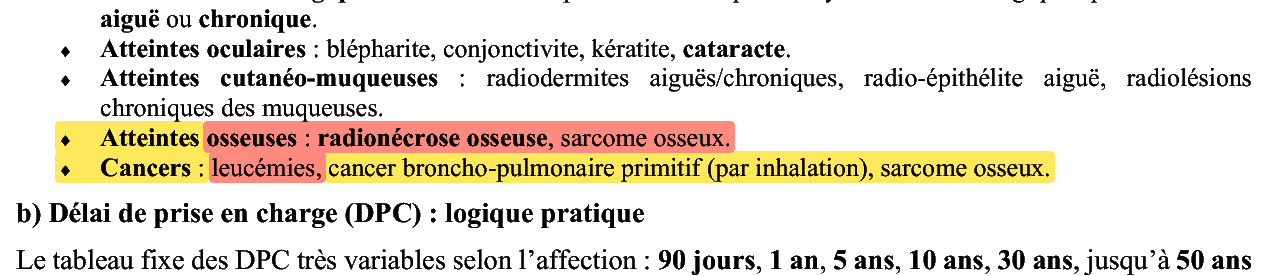 aiguë ou chronique.
♦ Atteintes oculaires : blépharite, conjonctivite, kératite, cataracte.
♦ Atteintes cutanéo-muqueuses : radiodermites aiguës/chroniques, radio-épithélite aiguë, radiolésions
chroniques des muqueuses.
♦ Atteintes osseuses : radionécrose osseuse, sarcome osseux.
♦ Cancers : leucémies, cancer broncho-pulmonaire primitif (par inhalation), sarcome osseux.
b) Délai de prise en charge (DPC) : logique pratique
Le tableau fixe des DPC très variables selon l’affection : 90 jours, 1 an, 5 ans, 10 ans, 30 ans, jusqu’à 50 ans